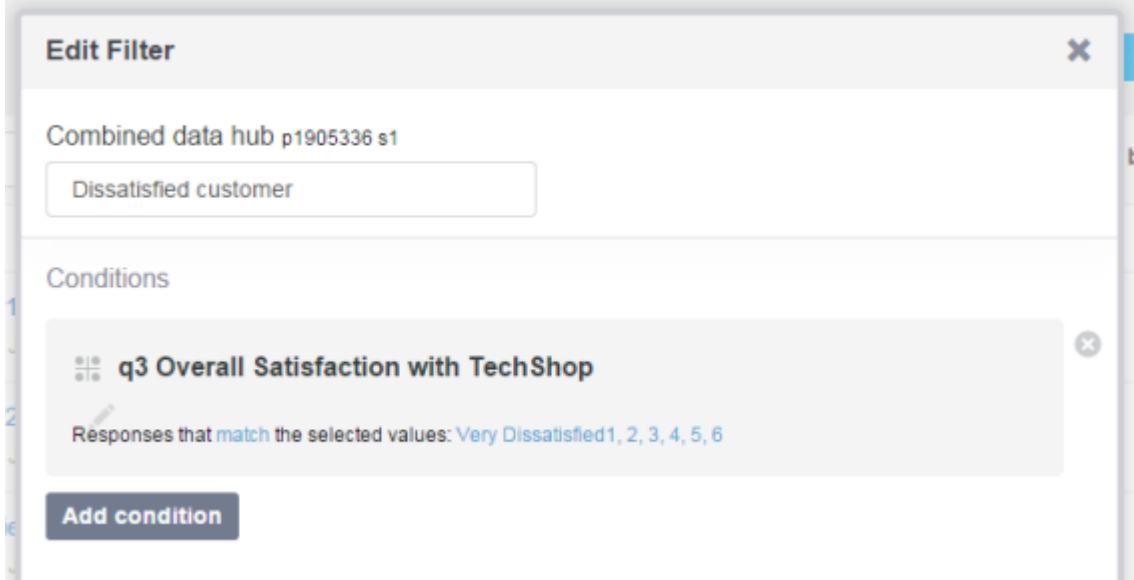 Edit Filter
Combined data hub p1905336 s1
Dissatisfied customer
Conditions
q3 Overall Satisfaction with TechShop
Responses that match the selected values: Very Dissatisfied1, 2, 3, 4, 5, 6
Add condition